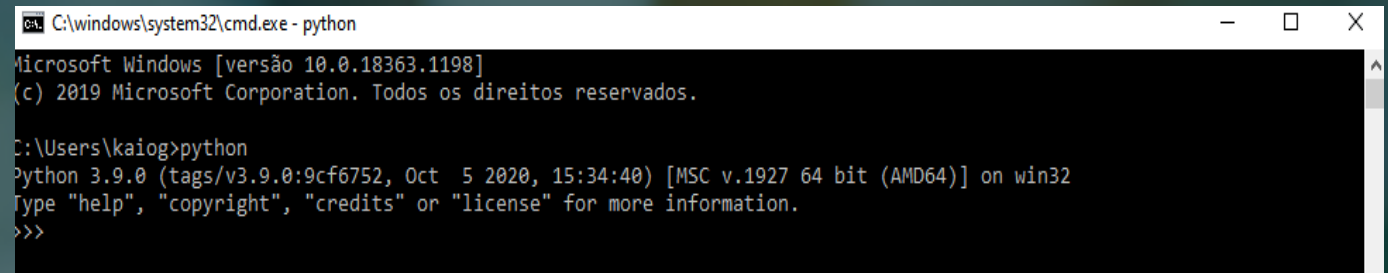 C:\windows\system32\cmd.exe - python
Microsoft Windows [versão 10.0.18363.1198]
(c) 2019 Microsoft Corporation. Todos os direitos reservados.
C:\Users\kaiog>python
Python 3.9.0 (tags/v3.9.0:9cf6752, Oct  5 2020, 15:34:40) [MSC v.1927 64 bit (AMD64)] on win32
Type "help", "copyright", "credits" or "license" for more information.
>>>